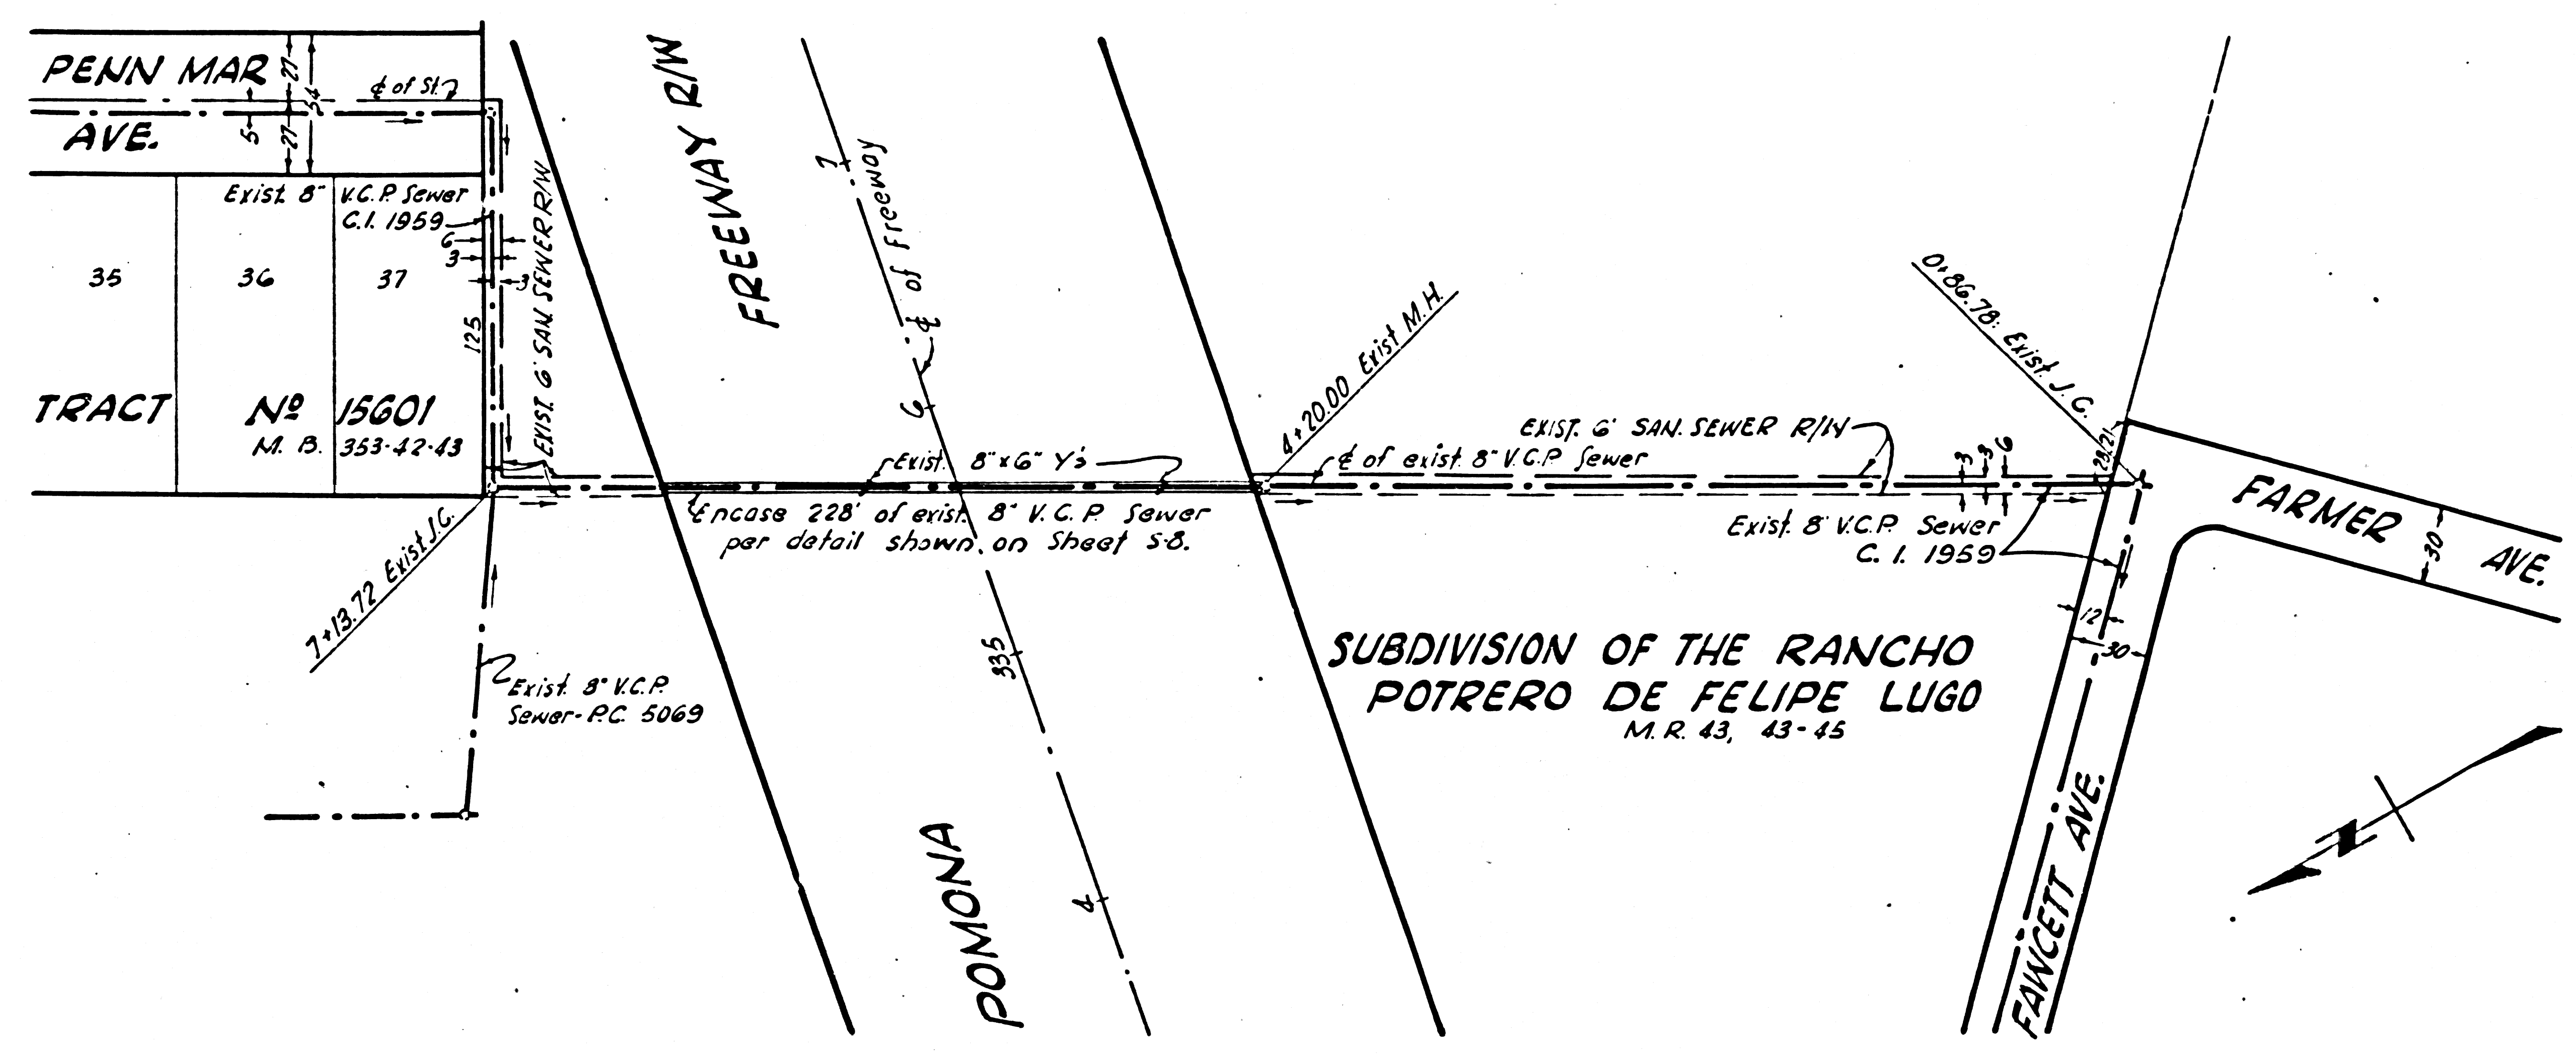 PENN MAR
AVE.
27
27
54
5
℄ of St.
Exist. 8" V.C.P. Sewer
C.I. 1959
6
3
3
35
36
37
125
TRACT No 15601
M. B. 353-42-43
EXIST. 6' SAN. SEWER R/W
7+13.72 Exist J.C.
Exist. 8" V.C.P.
Sewer - P.C. 5069
FREEWAY R/W
POMONA
7
℄ of Freeway
6
335
4
Exist. 8"x6" Y's
Encase 228' of exist. 8" V.C.P. Sewer
per detail shown on Sheet S-8.
4+20.00 Exist M.H.
℄ of exist. 8" V.C.P. Sewer
EXIST. 6' SAN. SEWER R/W
3
3
6
0+86.78: Exist. J.C.
28.21
Exist. 8" V.C.P. Sewer
C. I. 1959
FARMER AVE.
30
12
30
FAWCETT AVE.
SUBDIVISION OF THE RANCHO
POTRERO DE FELIPE LUGO
M. R. 43, 43-45
N